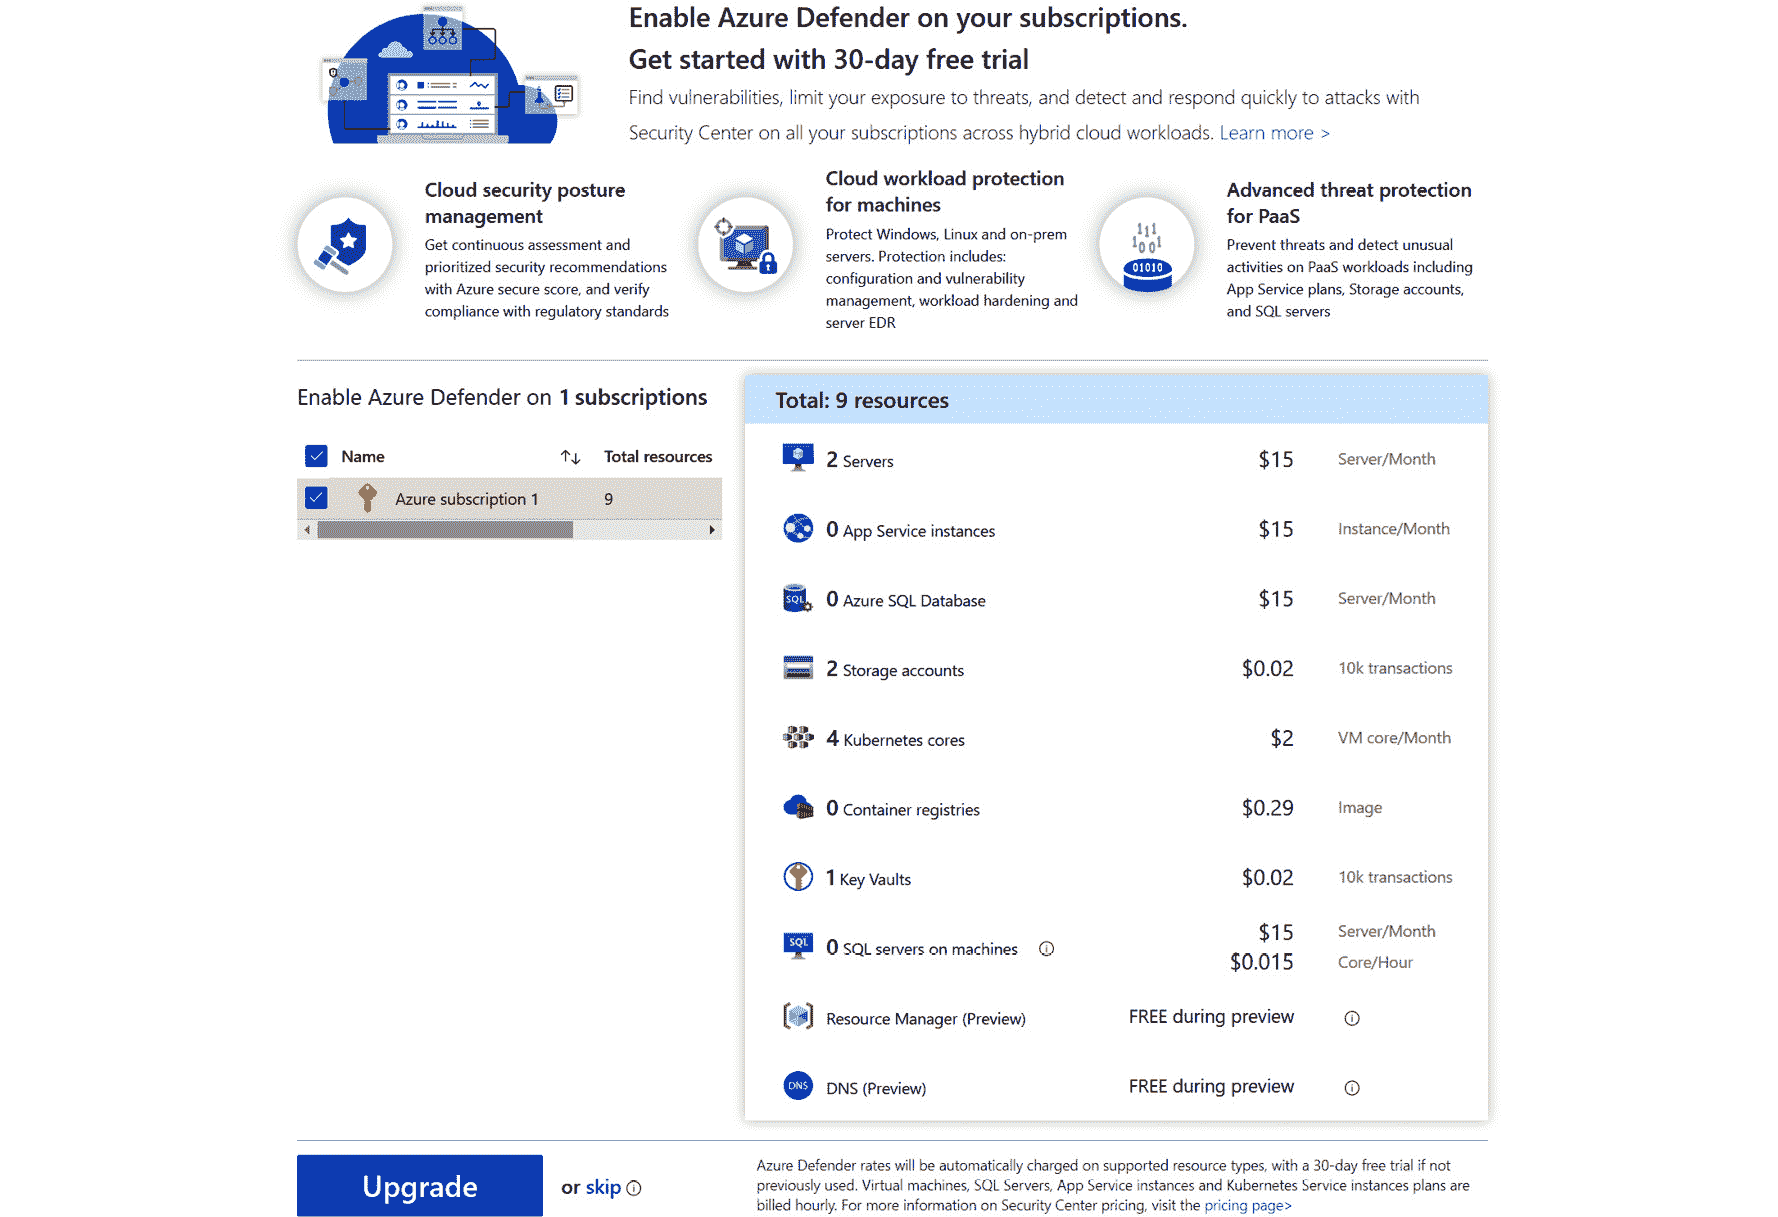 Enable Azure Defender on your subscriptions.
Get started with 30-day free trial
Find vulnerabilities, limit your exposure to threats, and detect and respond quickly to attacks with
Security Center on all your subscriptions across hybrid cloud workloads. Learn more >
Cloud security posture
management
Get continuous assessment and
prioritized security recommendations
with Azure secure score, and verify
compliance with regulatory standards
Cloud workload protection
for machines
Protect Windows, Linux and on-prem
servers. Protection includes:
configuration and vulnerability
management, workload hardening and
server EDR
111
1001
01010
Advanced threat protection
for PaaS
Prevent threats and detect unusual
activities on PaaS workloads including
App Service plans, Storage accounts,
and SQL servers
Enable Azure Defender on 1 subscriptions
Name ↑↓ Total resources
Azure subscription 1 9
Total: 9 resources
2 Servers $15 Server/Month
0 App Service instances $15 Instance/Month
SQL 0 Azure SQL Database $15 Server/Month
2 Storage accounts $0.02 10k transactions
4 Kubernetes cores $2 VM core/Month
0 Container registries $0.29 Image
1 Key Vaults $0.02 10k transactions
SQL 0 SQL servers on machines $15 Server/Month
$0.015 Core/Hour
Resource Manager (Preview) FREE during preview
DNS DNS (Preview) FREE during preview
Upgrade or skip
Azure Defender rates will be automatically charged on supported resource types, with a 30-day free trial if not
previously used. Virtual machines, SQL Servers, App Service instances and Kubernetes Service instances plans are
billed hourly. For more information on Security Center pricing, visit the pricing page>